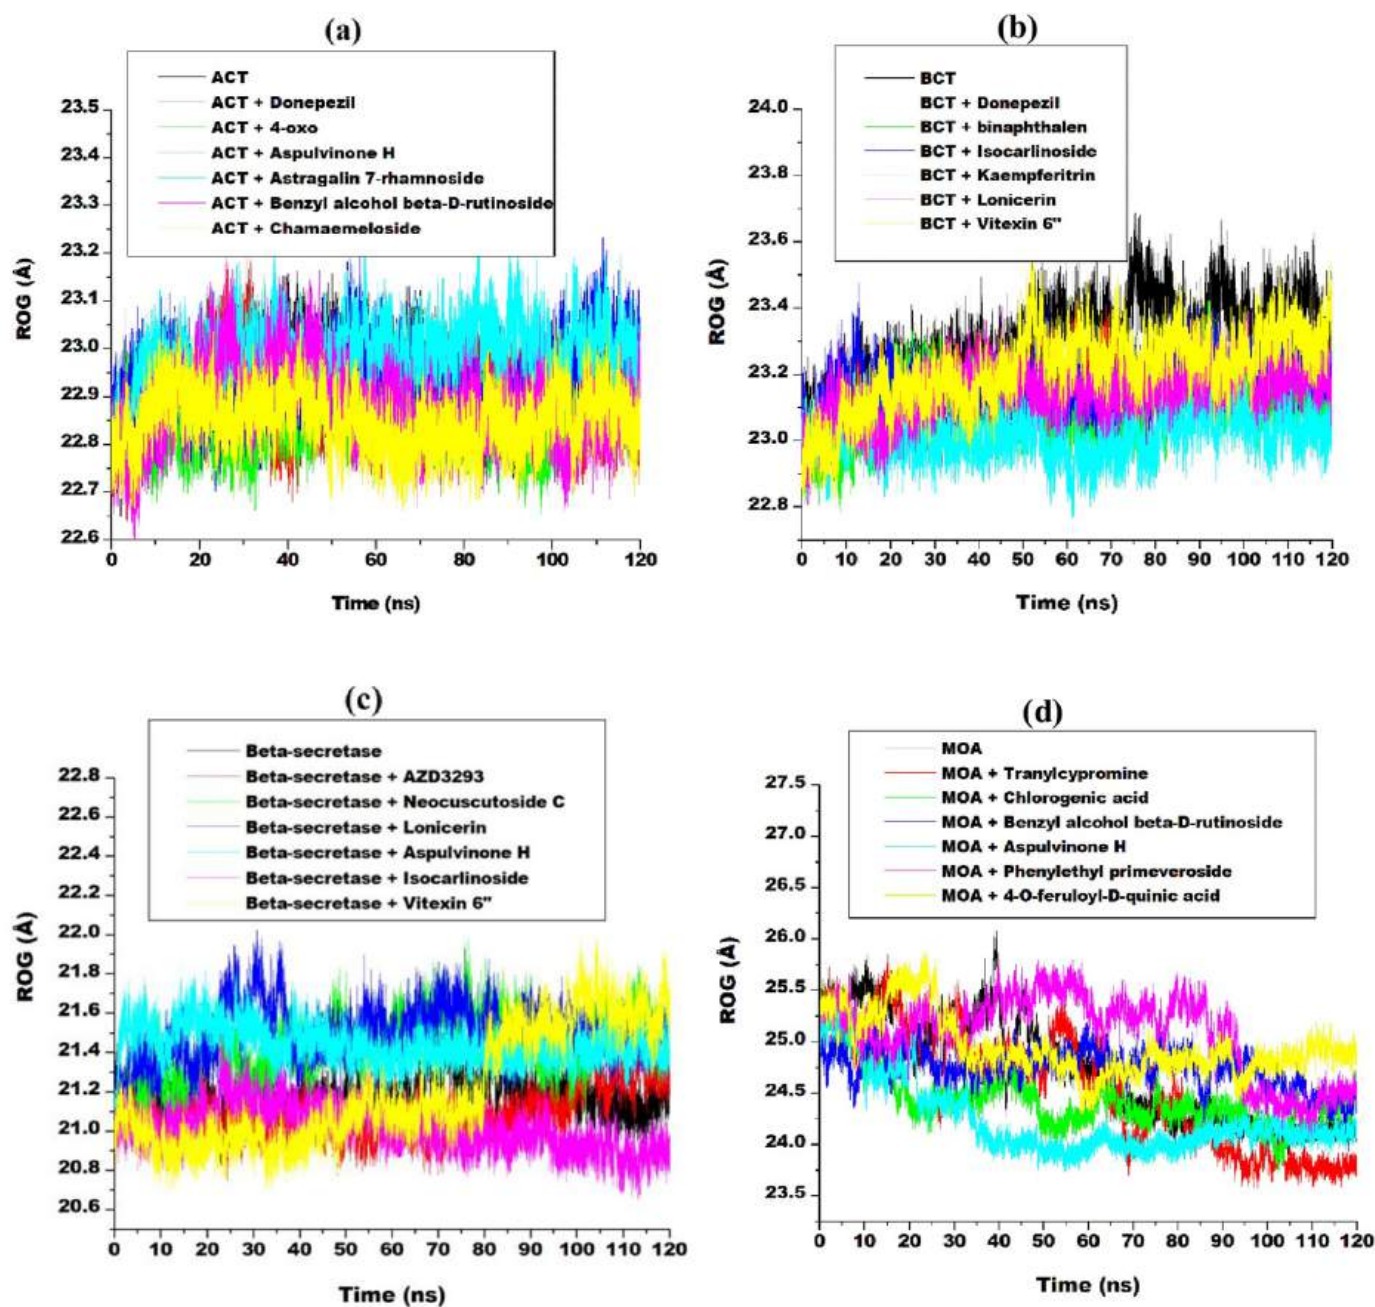 (a)
ACT
ACT + Donepezil
ACT + 4-oxo
ACT + Aspulvinone H
ACT + Astragalin 7-rhamnoside
ACT + Benzyl alcohol beta-D-rutinoside
ACT + Chamaemeloside
23.5
23.4
23.3
23.2
23.1
23.0
22.9
22.8
22.7
22.6
ROG (Å)
0 20 40 60 80 100 120
Time (ns)
(b)
BCT
BCT + Donepezil
BCT + binaphthalen
BCT + Isocarlinoside
BCT + Kaempferitrin
BCT + Lonicerin
BCT + Vitexin 6"
24.0
23.8
23.6
23.4
23.2
23.0
22.8
ROG (Å)
0 10 20 30 40 50 60 70 80 90 100 110 120
Time (ns)
(c)
Beta-secretase
Beta-secretase + AZD3293
Beta-secretase + Neocuscutoside C
Beta-secretase + Lonicerin
Beta-secretase + Aspulvinone H
Beta-secretase + Isocarlinoside
Beta-secretase + Vitexin 6"
22.8
22.6
22.4
22.2
22.0
21.8
21.6
21.4
21.2
21.0
20.8
20.6
ROG (Å)
0 10 20 30 40 50 60 70 80 90 100 110 120
Time (ns)
(d)
MOA
MOA + Tranylcypromine
MOA + Chlorogenic acid
MOA + Benzyl alcohol beta-D-rutinoside
MOA + Aspulvinone H
MOA + Phenylethyl primeveroside
MOA + 4-O-feruloyl-D-quinic acid
27.5
27.0
26.5
26.0
25.5
25.0
24.5
24.0
23.5
ROG (Å)
0 10 20 30 40 50 60 70 80 90 100 110 120
Time (ns)